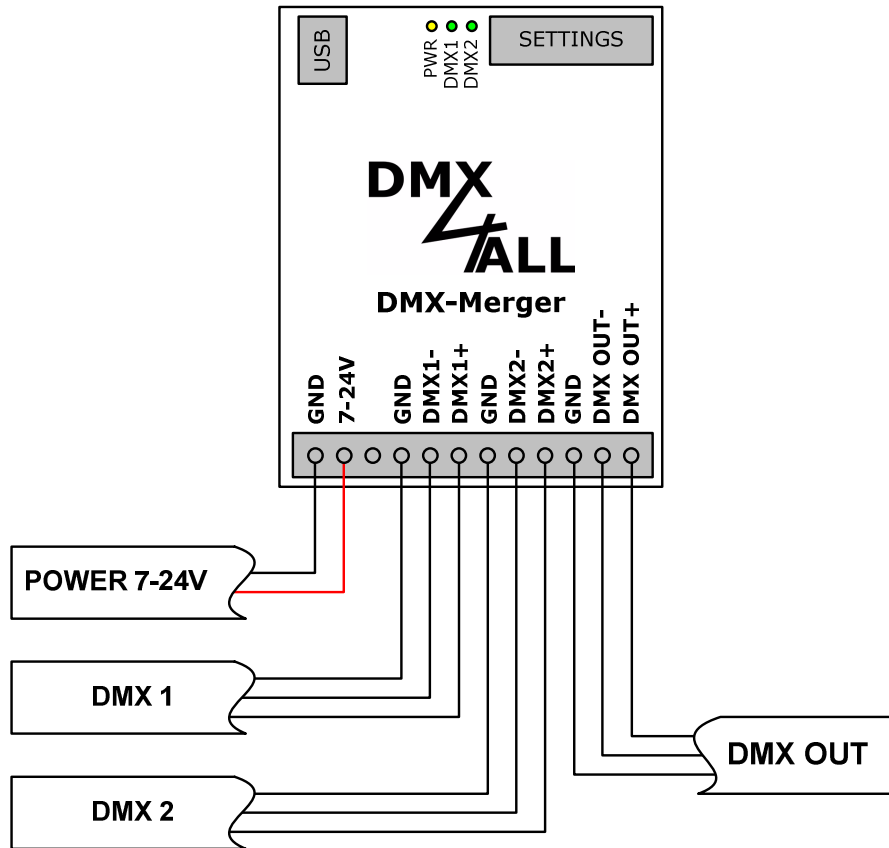 USB
PWR
DMX1
DMX2
SETTINGS
DMX
4
ALL
DMX-Merger
GND
7-24V
GND
DMX1-
DMX1+
GND
DMX2-
DMX2+
GND
DMX OUT-
DMX OUT+
POWER 7-24V
DMX 1
DMX 2
DMX OUT